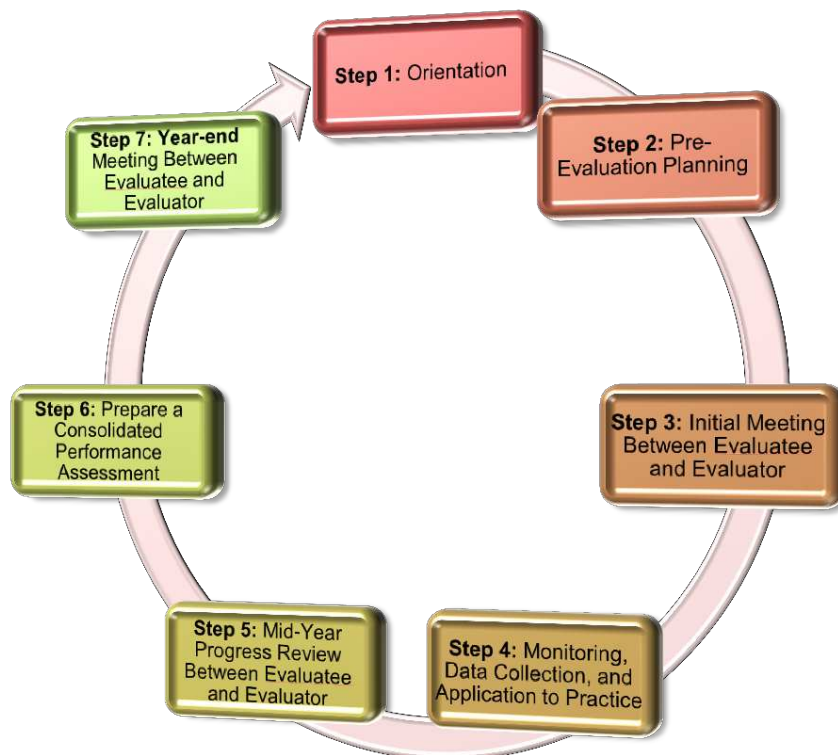 Step 1: Orientation
Step 2: Pre-
Evaluation Planning
Step 3: Initial Meeting
Between Evaluatee
and Evaluator
Step 4: Monitoring,
Data Collection, and
Application to Practice
Step 5: Mid-Year
Progress Review
Between Evaluatee
and Evaluator
Step 6: Prepare a
Consolidated
Performance
Assessment
Step 7: Year-end
Meeting Between
Evaluatee and
Evaluator